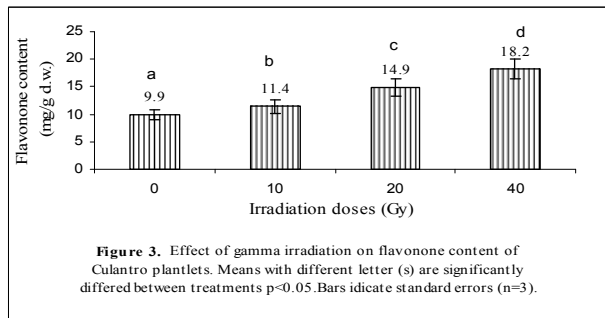 Flavonone content
(mg/g d.w.)
25
20
15
10
5
0
a
b
c
d
9.9
11.4
14.9
18.2
0 10 20 40
Irradiation doses (Gy)
Figure 3. Effect of gamma irradiation on flavonone content of
Culantro plantlets. Means with different letter (s) are significantly
differed between treatments p<0.05.Bars idicate standard errors (n=3).